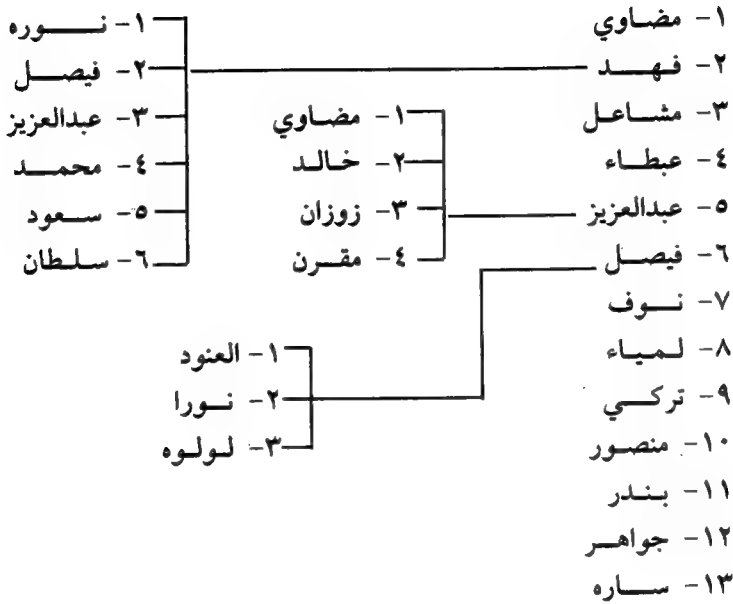 ١- مضاوي
٢- فهد
٣- مشاعل
٤- عبطاء
٥- عبدالعزيز
٦- فيصل
٧- نوف
٨- لمياء
٩- تركي
١٠- منصور
١١- بندر
١٢- جواهر
١٣- ساره
١- نوره
٢- فيصل
٣- عبدالعزيز
٤- محمد
٥- سعود
٦- سلطان
١- مضاوي
٢- خالد
٣- زوزان
٤- مقرن
١- العنود
٢- نورا
٣- لولوه